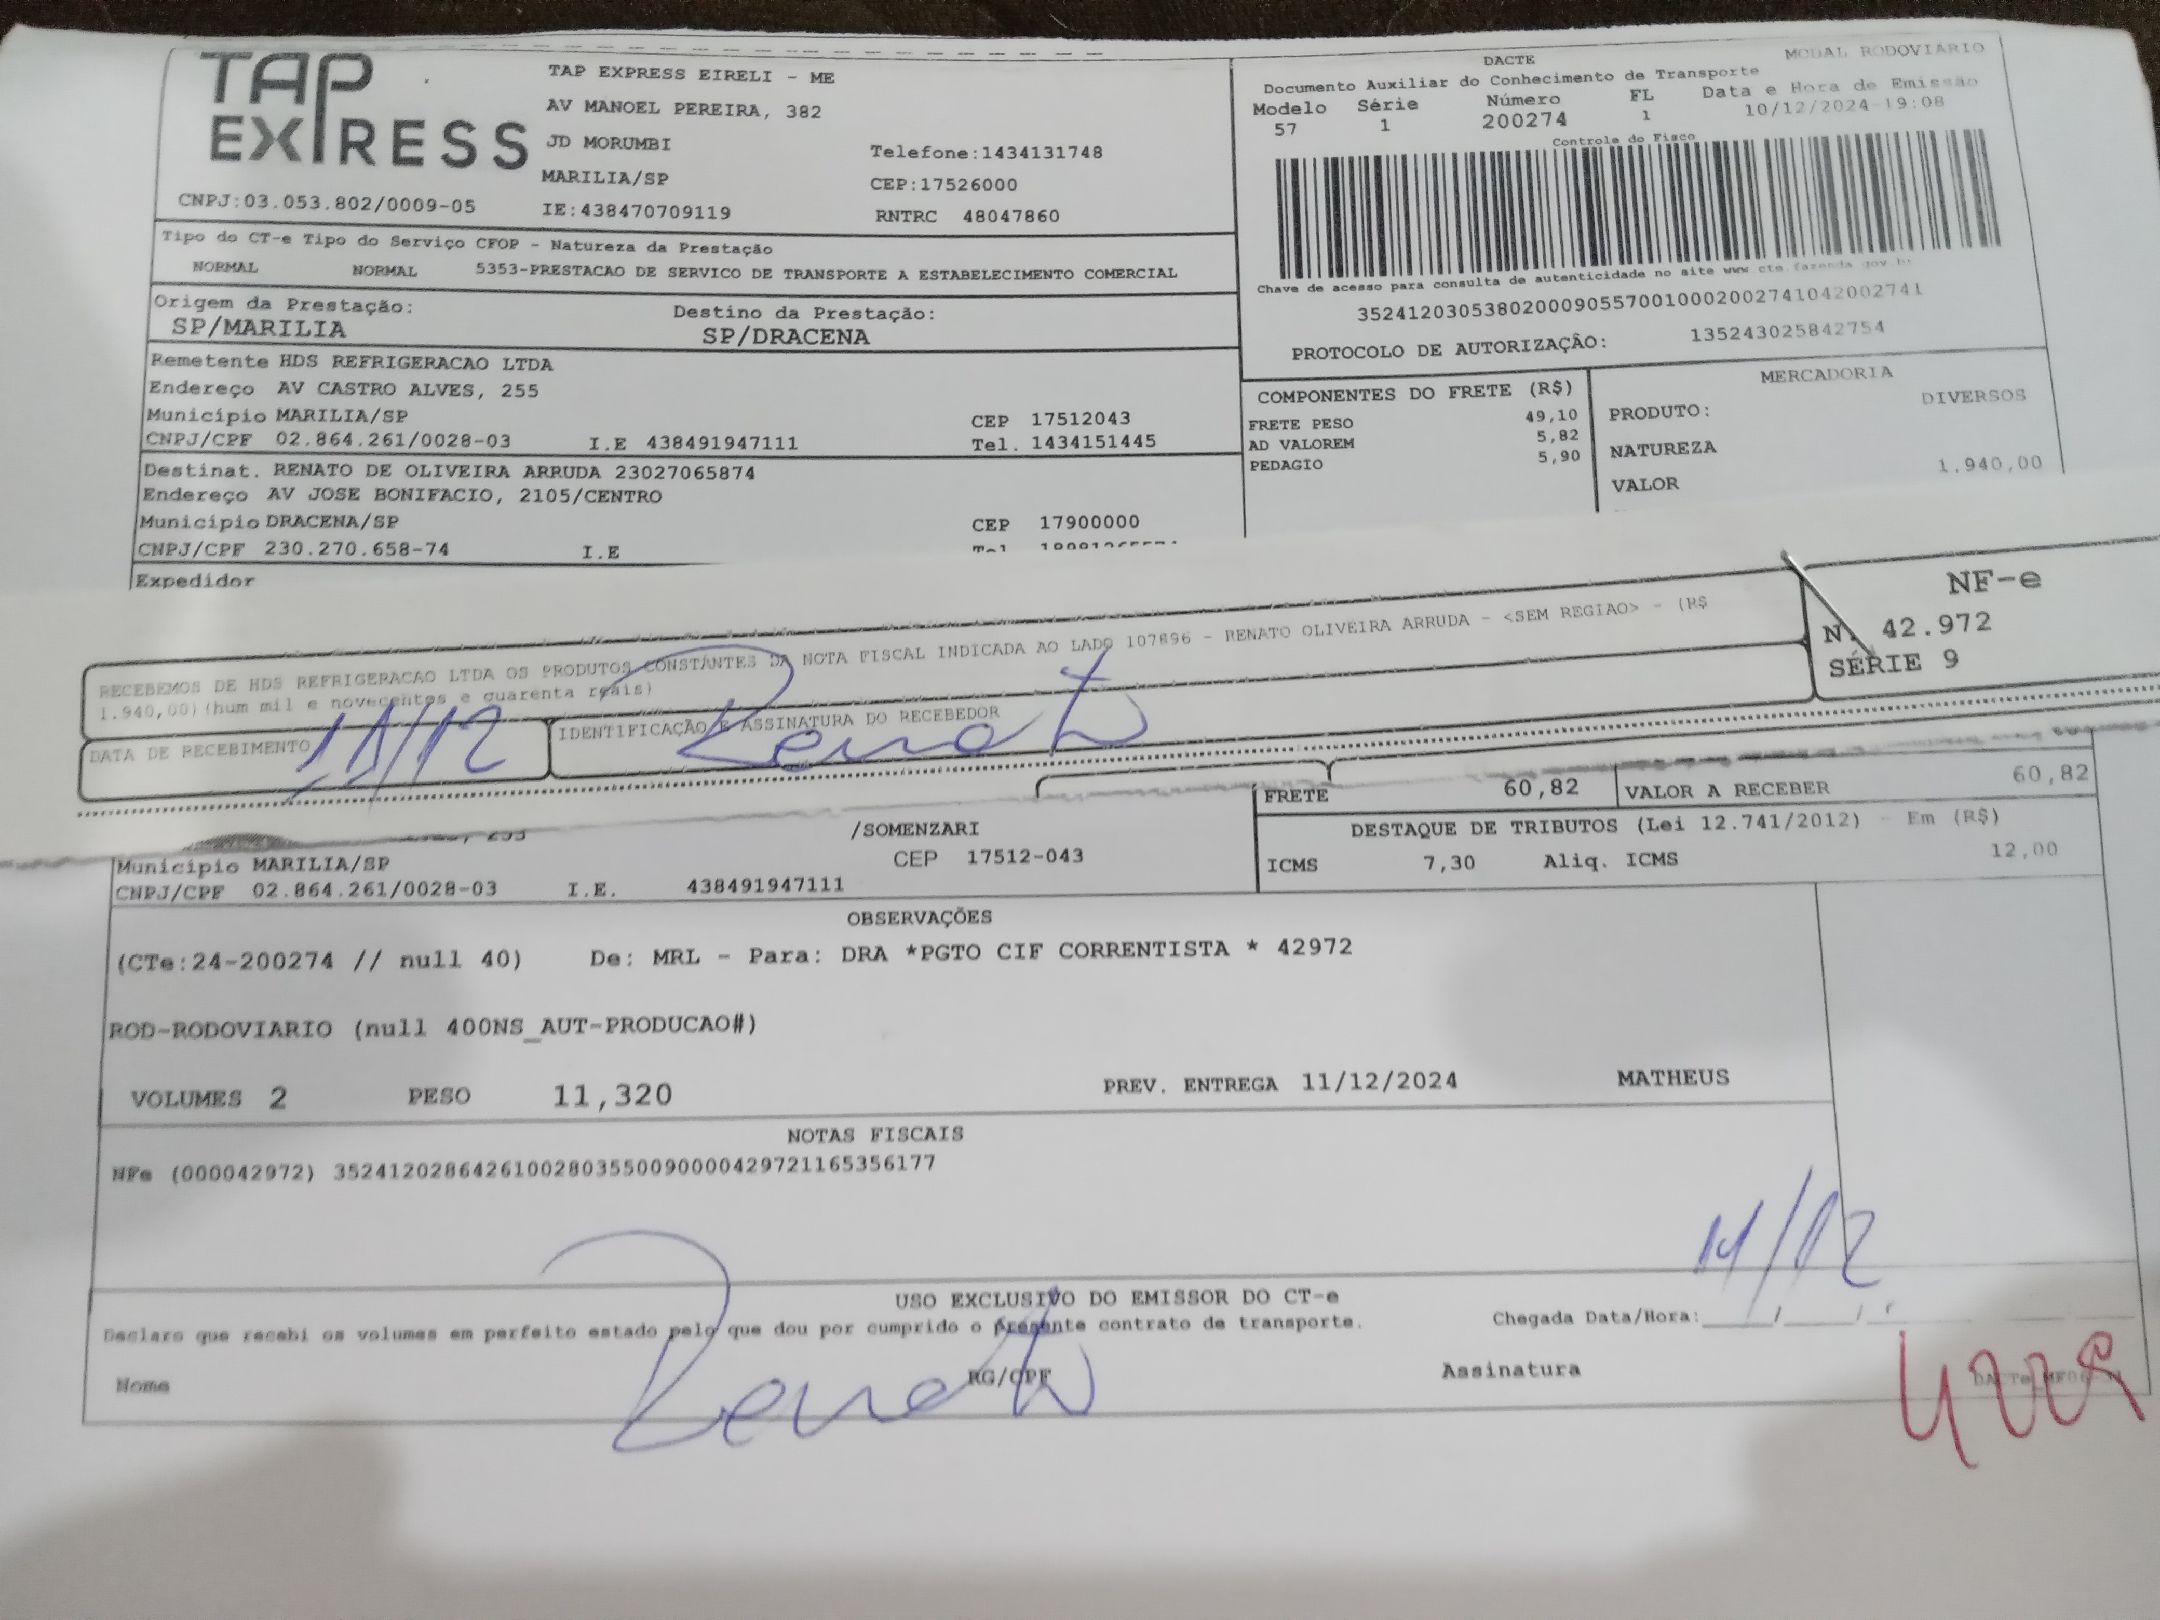 TAP EXPRESS
TAP EXPRESS EIRELI - ME
AV MANOEL PEREIRA, 382
JD MORUMBI
Telefone:1434131748
MARILIA/SP
CEP:17526000
CNPJ:03.053.802/0009-05
IE:438470709119
RNTRC 48047860
DACTE
MODAL RODOVIARIO
Documento Auxiliar do Conhecimento de Transporte
Modelo Série Número FL Data e Hora de Emissão
57 1 200274 1 10/12/2024-19:08
Controle do Fisco
Chave de acesso para consulta de autenticidade no site www cte.fazenda gov.br
35241203053802000905570010002002741042002741
PROTOCOLO DE AUTORIZAÇÃO: 135243025842754
Tipo do CT-e Tipo do Serviço CFOP - Natureza da Prestação
NORMAL NORMAL 5353-PRESTACAO DE SERVICO DE TRANSPORTE A ESTABELECIMENTO COMERCIAL
Origem da Prestação: Destino da Prestação:
SP/MARILIA SP/DRACENA
Remetente HDS REFRIGERACAO LTDA
Endereço AV CASTRO ALVES, 255
Município MARILIA/SP CEP 17512043
CNPJ/CPF 02.864.261/0028-03 I.E 438491947111 Tel. 1434151445
Destinat. RENATO DE OLIVEIRA ARRUDA 23027065874
Endereço AV JOSE BONIFACIO, 2105/CENTRO
Município DRACENA/SP CEP 17900000
CNPJ/CPF 230.270.658-74 I.E
Expedidor
COMPONENTES DO FRETE (R$)
FRETE PESO 49,10
AD VALOREM 5,82
PEDAGIO 5,90
MERCADORIA
PRODUTO: DIVERSOS
NATUREZA
VALOR 1.940,00
RECEBEMOS DE HDS REFRIGERACAO LTDA OS PRODUTOS CONSTANTES DA NOTA FISCAL INDICADA AO LADO 107896 - RENATO OLIVEIRA ARRUDA - <SEM REGIAO> - (R$
1.940,00)(hum mil e novecentos e quarenta reais)
DATA DE RECEBIMENTO 11/12
IDENTIFICAÇÃO E ASSINATURA DO RECEBEDOR
Renato
NF-e
42.972
SÉRIE 9
FRETE 60,82 VALOR A RECEBER 60,82
DESTAQUE DE TRIBUTOS (Lei 12.741/2012) - Em (R$)
ICMS 7,30 Aliq. ICMS 12,00
/SOMENZARI
Município MARILIA/SP CEP 17512-043
CNPJ/CPF 02.864.261/0028-03 I.E. 438491947111
OBSERVAÇÕES
(CTe:24-200274 // null 40) De: MRL - Para: DRA *PGTO CIF CORRENTISTA * 42972
ROD-RODOVIARIO (null 400NS_AUT-PRODUCAO#)
VOLUMES 2 PESO 11,320 PREV. ENTREGA 11/12/2024 MATHEUS
NOTAS FISCAIS
NFe (000042972) 35241202864261002803550090000429721165356177
11/12
USO EXCLUSIVO DO EMISSOR DO CT-e
Declaro que recebi os volumes em perfeito estado pelo que dou por cumprido o presente contrato de transporte.
Chegada Data/Hora:____/____/
Nome RG/CPF Assinatura
Renato